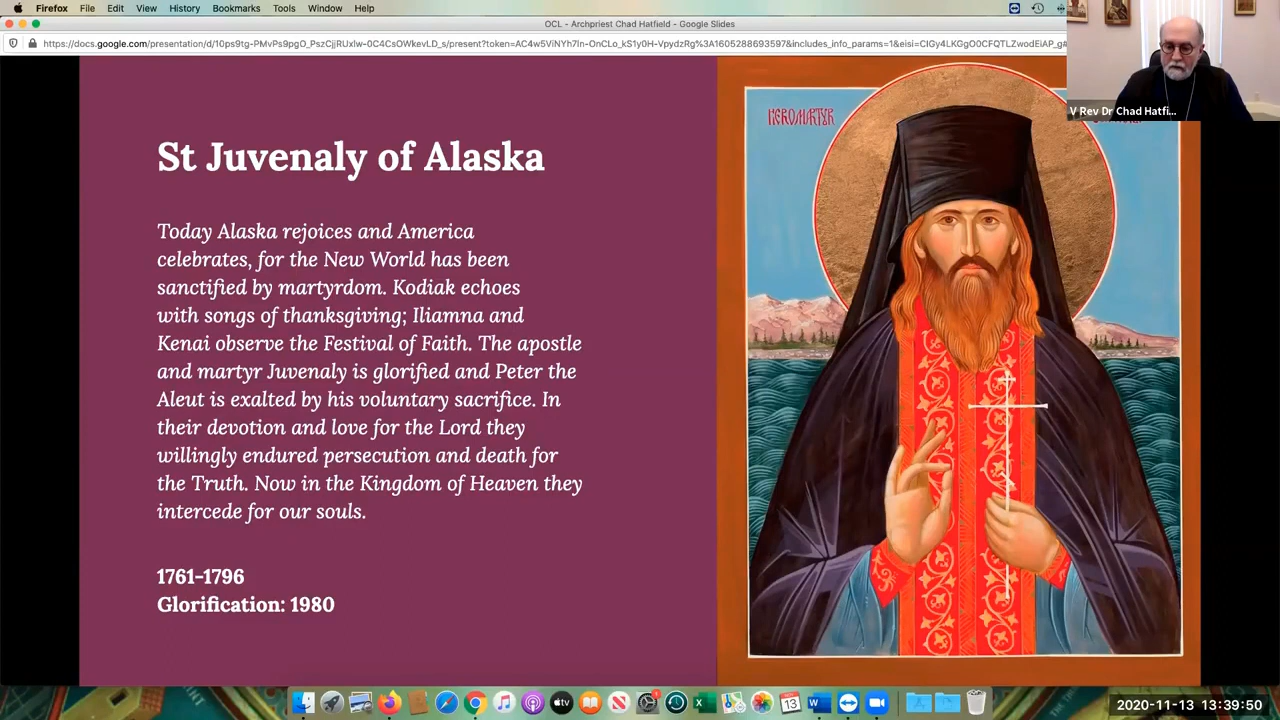 Firefox File Edit View History Bookmarks Tools Window Help
OCL - Archpriest Chad Hatfield - Google Slides
V Rev Dr Chad Hatfi...
HEROMARTYR
St Juvenaly of Alaska
Today Alaska rejoices and America
celebrates, for the New World has been
sanctified by martyrdom. Kodiak echoes
with songs of thanksgiving; Iliamna and
Kenai observe the Festival of Faith. The apostle
and martyr Juvenaly is glorified and Peter the
Aleut is exalted by his voluntary sacrifice. In
their devotion and love for the Lord they
willingly endured persecution and death for
the Truth. Now in the Kingdom of Heaven they
intercede for our souls.
1761-1796
Glorification: 1980
NOV
13
tv
2020-11-13 13:39:50